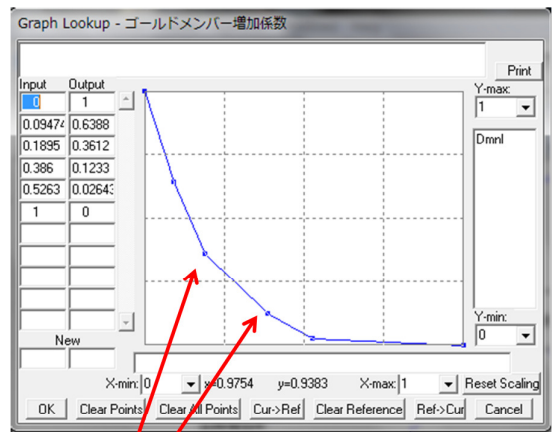 Graph Lookup - ゴールドメンバー増加係数
Print
Input Output
Y-max:
0 1
1
0.09474 0.6388
Dmnl
0.1895 0.3612
0.386 0.1233
0.5263 0.02643
1 0
Y-min:
0
New
X-min: 0 x=0.9754 y=0.9383 X-max: 1 Reset Scaling
OK Clear Points Clear All Points Cur->Ref Clear Reference Ref->Cur Cancel